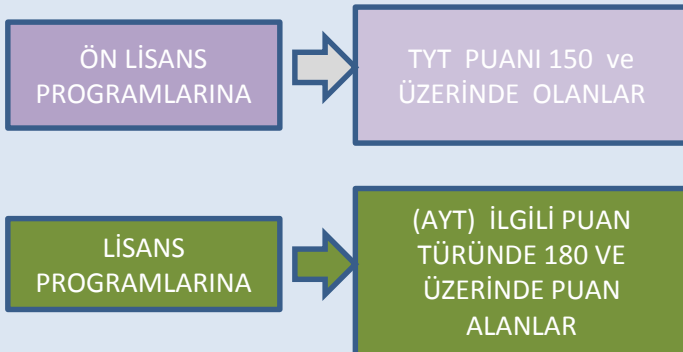 ÖN LİSANS
PROGRAMLARINA
TYT PUANI 150 ve
ÜZERİNDE OLANLAR
LİSANS
PROGRAMLARINA
(AYT) İLGİLİ PUAN
TÜRÜNDE 180 VE
ÜZERİNDE PUAN
ALANLAR